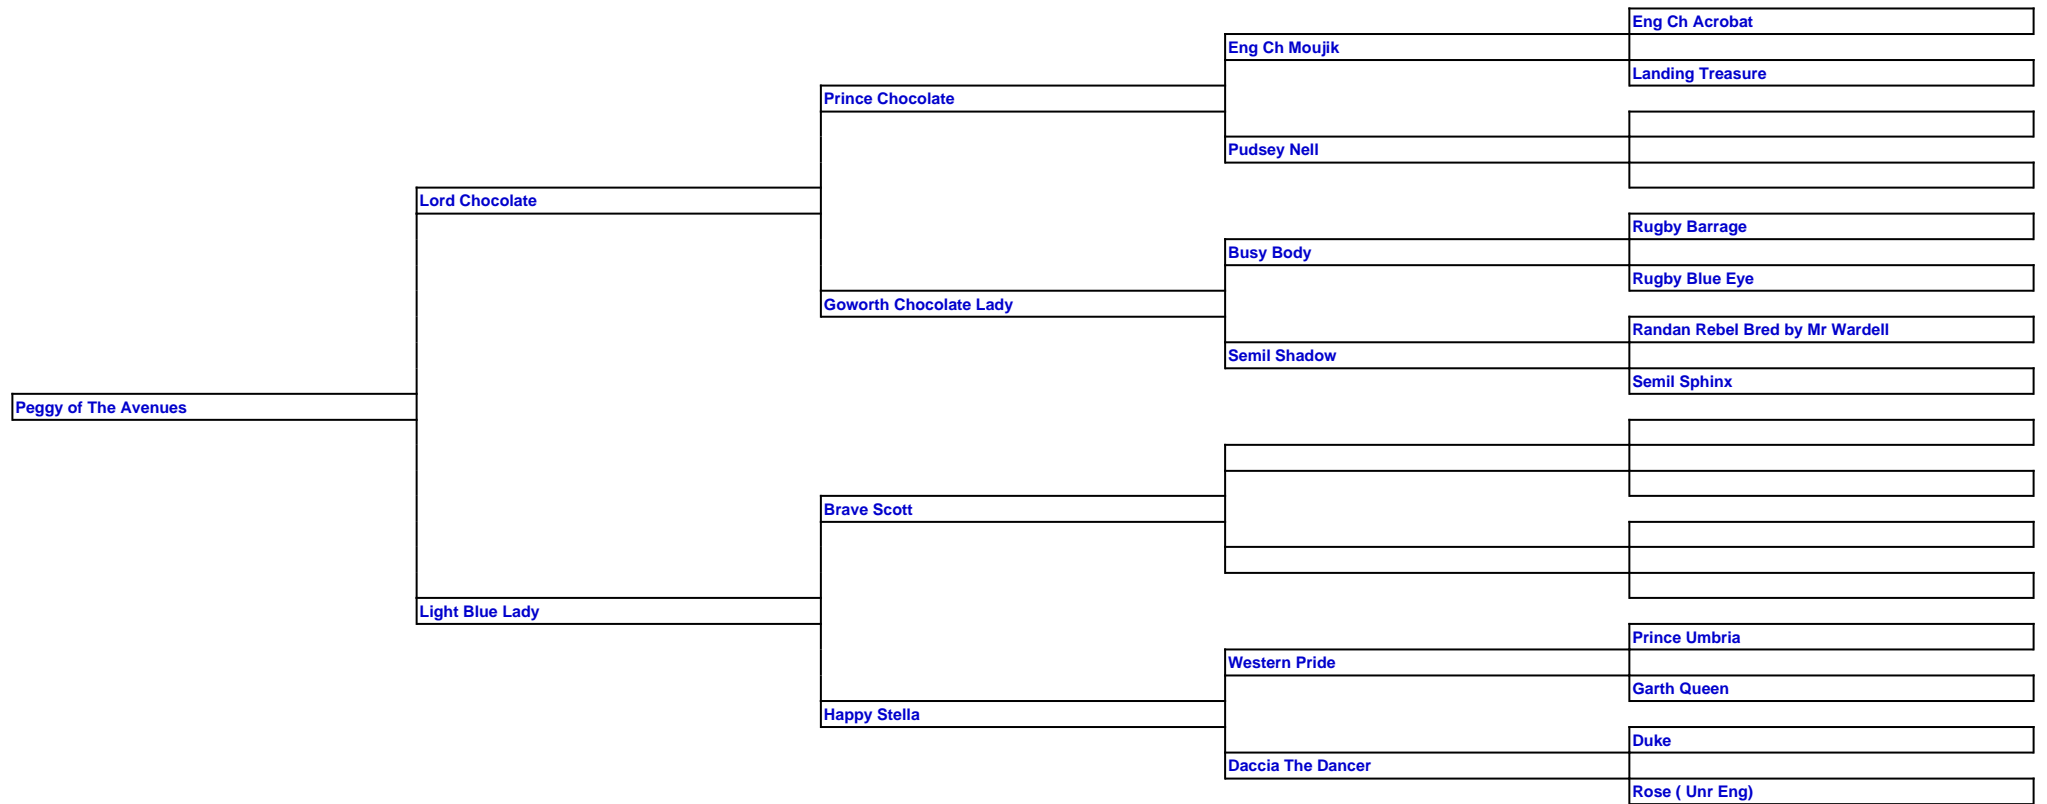 Eng Ch Acrobat
Eng Ch Moujik
Landing Treasure
Prince Chocolate
Pudsey Nell
Lord Chocolate
Rugby Barrage
Busy Body
Rugby Blue Eye
Goworth Chocolate Lady
Randan Rebel Bred by Mr Wardell
Semil Shadow
Semil Sphinx
Peggy of The Avenues
Brave Scott
Light Blue Lady
Prince Umbria
Western Pride
Garth Queen
Happy Stella
Duke
Daccia The Dancer
Rose ( Unr Eng)